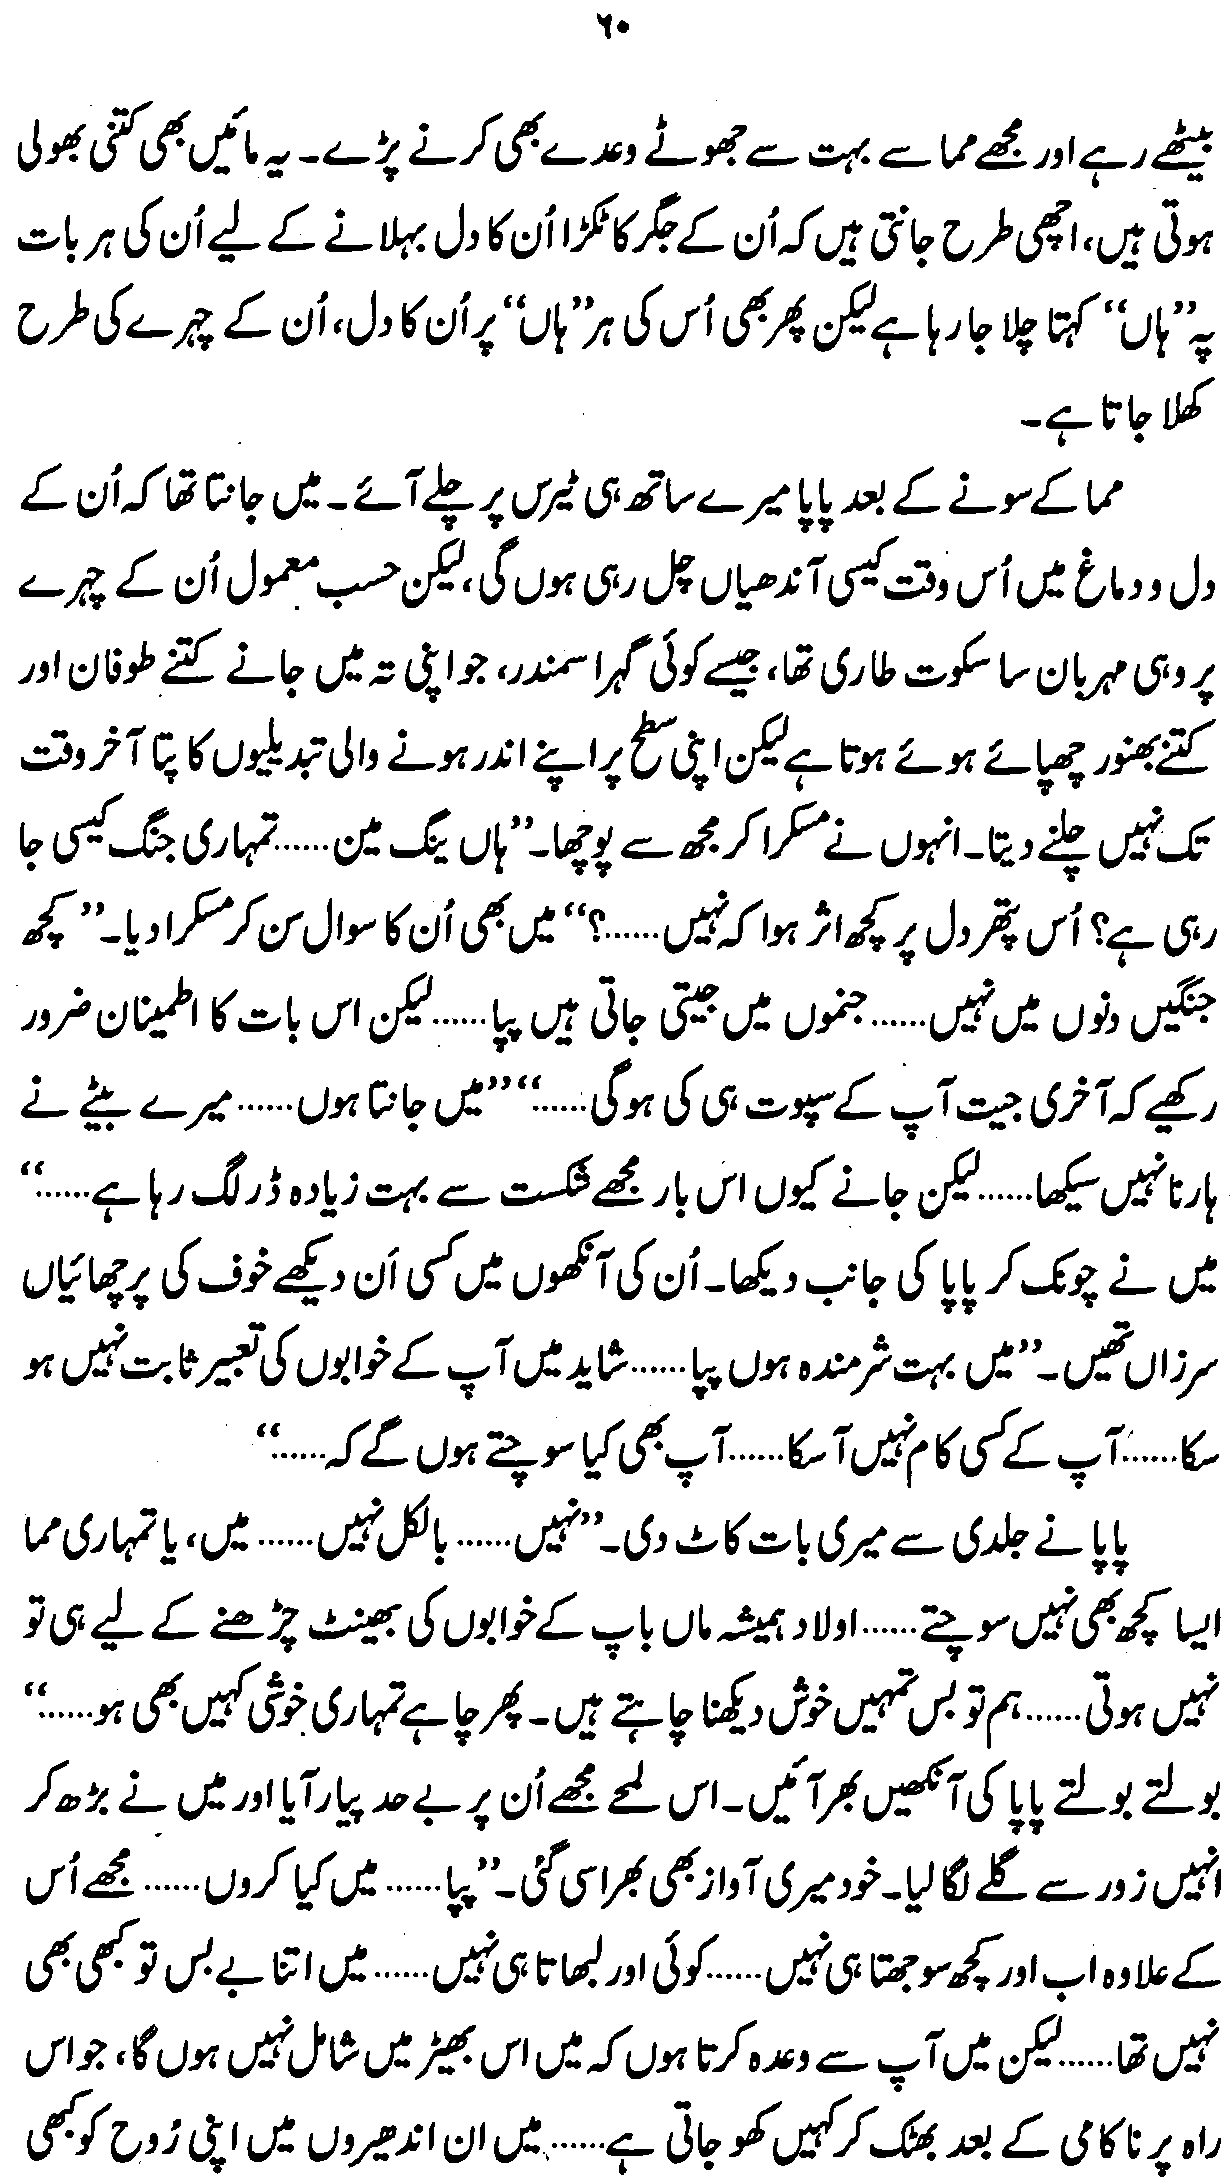 ۶۰
بیٹھے رہے اور مجھے مما سے بہت سے جھوٹے وعدے بھی کرنے پڑے۔ یہ مائیں بھی کتنی بھولی
ہوتی ہیں، اچھی طرح جانتی ہیں کہ اُن کے جگر کا ٹکڑا اُن کا دل بہلانے کے لیے اُن کی ہر بات
پہ ”ہاں“ کہتا چلا جا رہا ہے لیکن پھر بھی اُس کی ہر ”ہاں“ پر اُن کا دل، اُن کے چہرے کی طرح
کھلا جاتا ہے۔
مما کے سونے کے بعد پاپا میرے ساتھ ہی ٹیرس پر چلے آئے۔ میں جانتا تھا کہ اُن کے
دل و دماغ میں اُس وقت کیسی آندھیاں چل رہی ہوں گی، لیکن حسب معمول اُن کے چہرے
پر وہی مہربان سا سکوت طاری تھا، جیسے کوئی گہرا سمندر، جو اپنی تہ میں جانے کتنے طوفان اور
کتنے بھنور چھپائے ہوئے ہوتا ہے لیکن اپنی سطح پر اپنے اندر ہونے والی تبدیلیوں کا پتا آخر وقت
تک نہیں چلنے دیتا۔ انہوں نے مسکرا کر مجھ سے پوچھا۔ ”ہاں ینگ مین......تمہاری جنگ کیسی جا
رہی ہے؟ اُس پتھر دل پر کچھ اثر ہوا کہ نہیں......؟“ میں بھی اُن کا سوال سن کر مسکرا دیا۔ ”کچھ
جنگیں دنوں میں نہیں......جنموں میں جیتی جاتی ہیں پپا......لیکن اس بات کا اطمینان ضرور
رکھیے کہ آخری جیت آپ کے سپوت ہی کی ہو گی......“ ”میں جانتا ہوں......میرے بیٹے نے
ہارنا نہیں سیکھا......لیکن جانے کیوں اس بار مجھے شکست سے بہت زیادہ ڈر لگ رہا ہے......“
میں نے چونک کر پاپا کی جانب دیکھا۔ اُن کی آنکھوں میں کسی اَن دیکھے خوف کی پرچھائیاں
سرزاں تھیں۔ ”میں بہت شرمندہ ہوں پپا......شاید میں آپ کے خوابوں کی تعبیر ثابت نہیں ہو
سکا......آپ کے کسی کام نہیں آ سکا......آپ بھی کیا سوچتے ہوں گے کہ......“
پاپا نے جلدی سے میری بات کاٹ دی۔ ”نہیں......بالکل نہیں......میں، یا تمہاری مما
ایسا کچھ بھی نہیں سوچتے......اولاد ہمیشہ ماں باپ کے خوابوں کی بھینٹ چڑھنے کے لیے ہی تو
نہیں ہوتی......ہم تو بس تمہیں خوش دیکھنا چاہتے ہیں۔ پھر چاہے تمہاری خوشی کہیں بھی ہو......“
بولتے بولتے پاپا کی آنکھیں بھر آئیں۔ اس لمحے مجھے اُن پر بے حد پیار آیا اور میں نے بڑھ کر
انہیں زور سے گلے لگا لیا۔ خود میری آواز بھی بھرا سی گئی۔ ”پپا......میں کیا کروں......مجھے اُس
کے علاوہ اب اور کچھ سوجھتا ہی نہیں......کوئی اور لبھاتا ہی نہیں......میں اتنا بے بس تو کبھی بھی
نہیں تھا......لیکن میں آپ سے وعدہ کرتا ہوں کہ میں اس بھیڑ میں شامل نہیں ہوں گا، جو اس
راہ پر ناکامی کے بعد بھٹک کر کہیں کھو جاتی ہے......میں ان اندھیروں میں اپنی رُوح کو کبھی